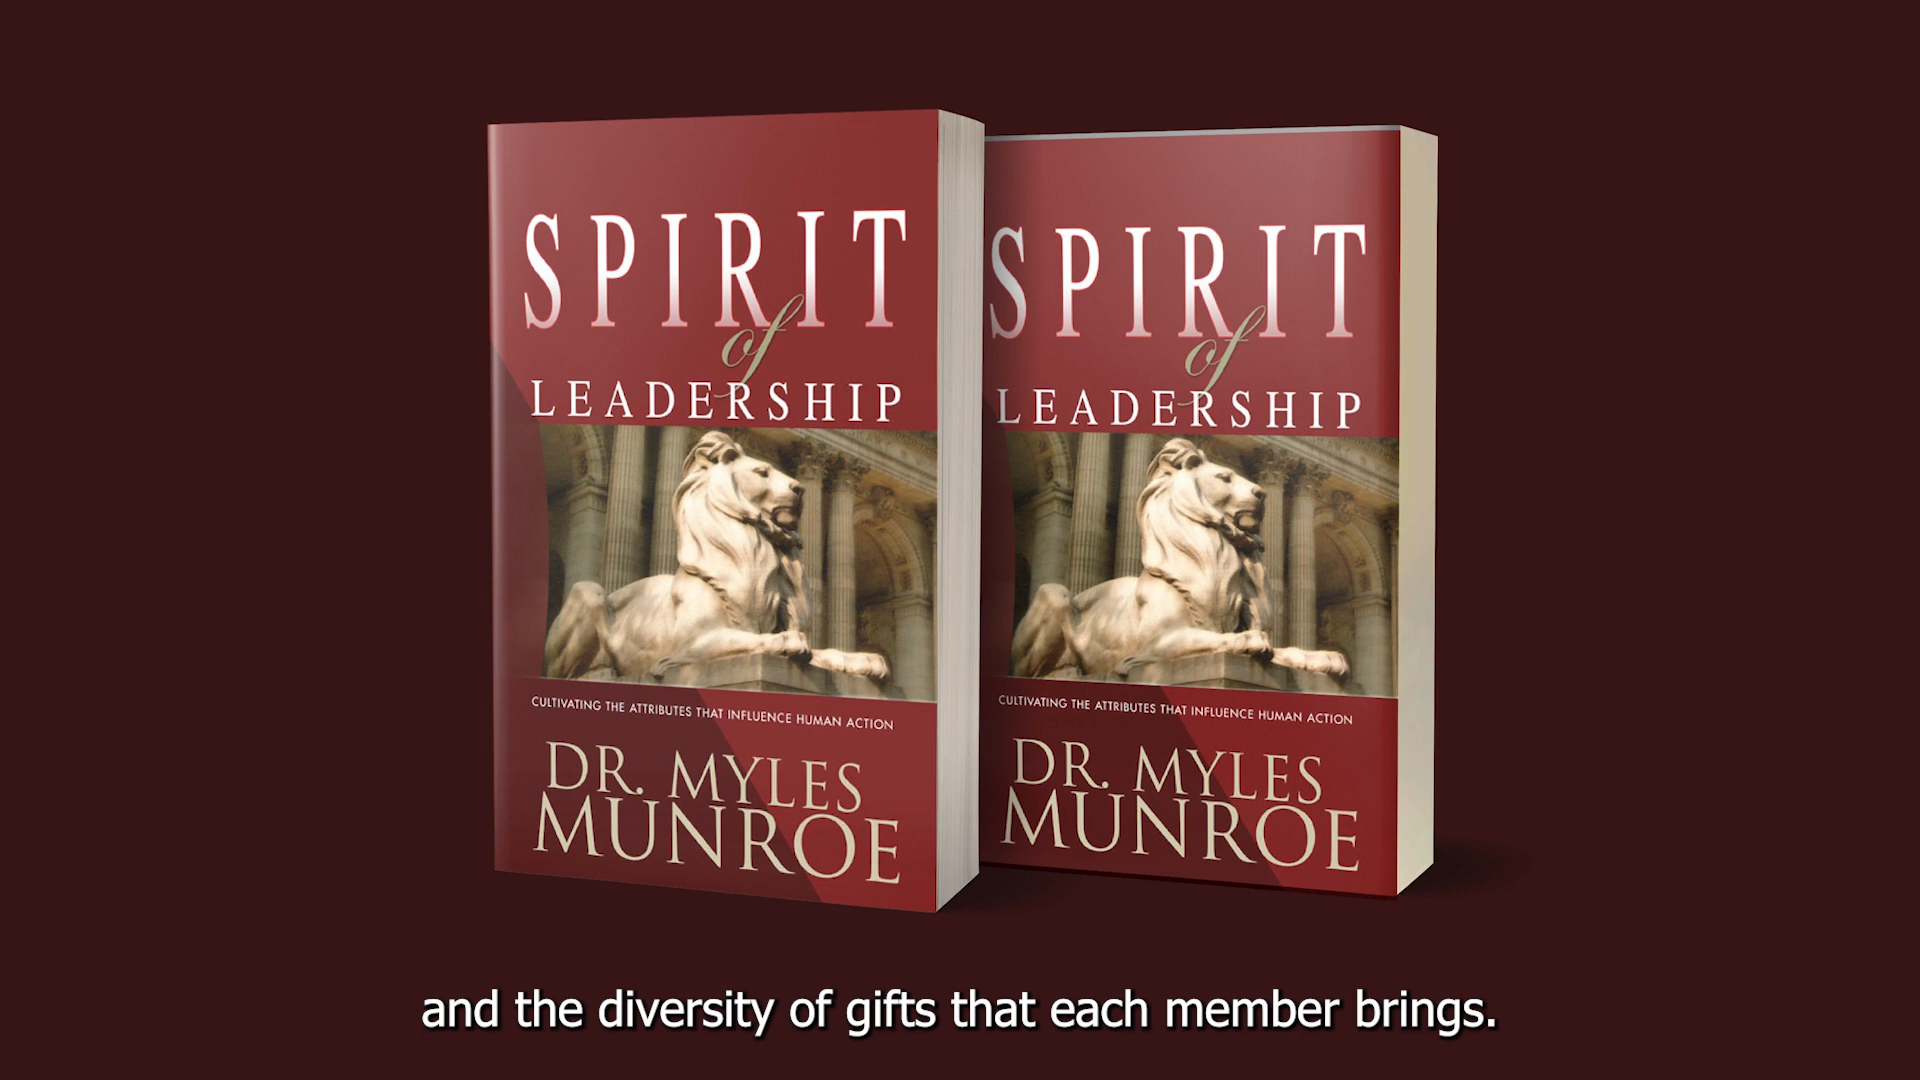 SPIRIT
of
LEADERSHIP
CULTIVATING THE ATTRIBUTES THAT INFLUENCE HUMAN ACTION
DR. MYLES
MUNROE
SPIRIT
of
LEADERSHIP
CULTIVATING THE ATTRIBUTES THAT INFLUENCE HUMAN ACTION
DR. MYLES
MUNROE
and the diversity of gifts that each member brings.